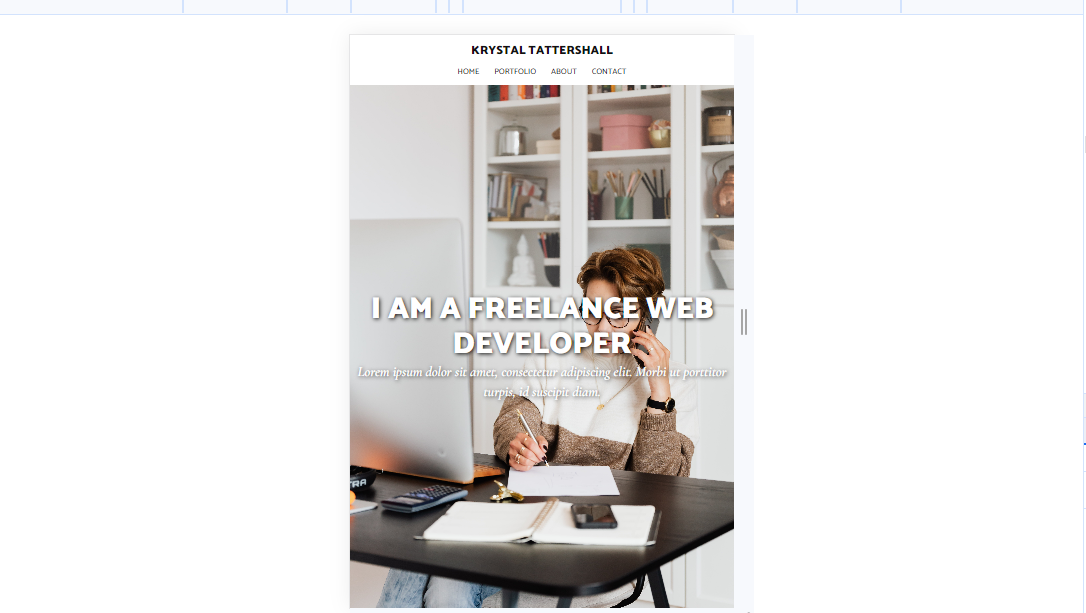 KRYSTAL TATTERSHALL
HOME PORTFOLIO ABOUT CONTACT
I AM A FREELANCE WEB
DEVELOPER
Lorem ipsum dolor sit amet, consectetur adipiscing elit. Morbi ut porttitor
turpis, id suscipit diam.